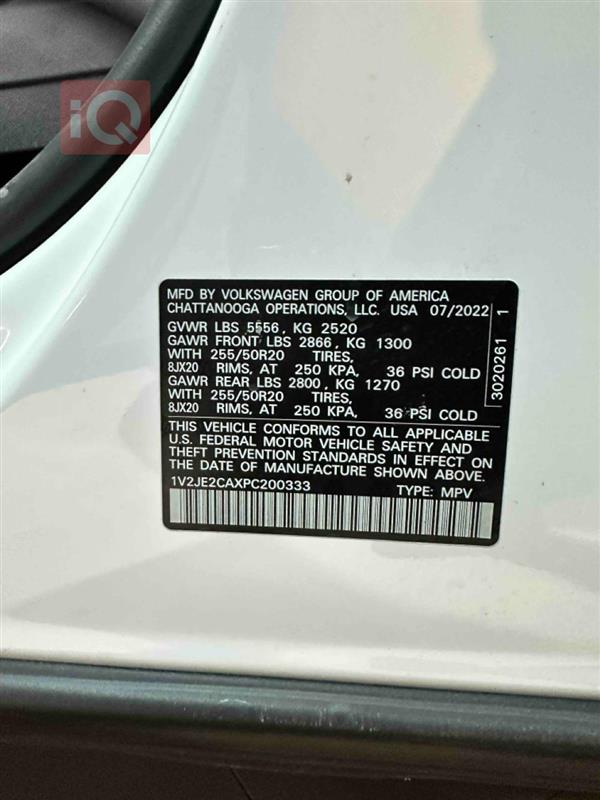 iQ
MFD BY VOLKSWAGEN GROUP OF AMERICA
CHATTANOOGA OPERATIONS, LLC. USA 07/2022
GVWR LBS 5556, KG 2520
GAWR FRONT LBS 2866, KG 1300
WITH 255/50R20 TIRES,
8JX20 RIMS, AT 250 KPA, 36 PSI COLD
GAWR REAR LBS 2800, KG 1270
WITH 255/50R20 TIRES,
8JX20 RIMS, AT 250 KPA, 36 PSI COLD
THIS VEHICLE CONFORMS TO ALL APPLICABLE
U.S. FEDERAL MOTOR VEHICLE SAFETY AND
THEFT PREVENTION STANDARDS IN EFFECT ON
THE DATE OF MANUFACTURE SHOWN ABOVE.
1V2JE2CAXPC200333 TYPE: MPV
3020261 1